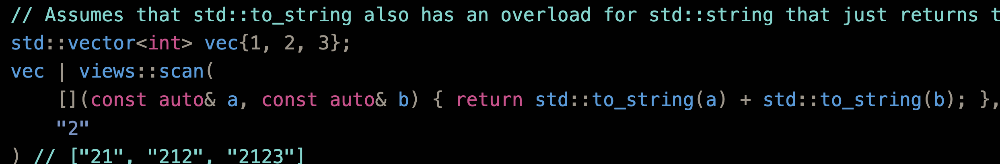 // Assumes that std::to_string also has an overload for std::string that just returns
std::vector<int> vec{1, 2, 3};
vec | views::scan(
    [](const auto& a, const auto& b) { return std::to_string(a) + std::to_string(b); },
    "2"
) // ["21", "212", "2123"]